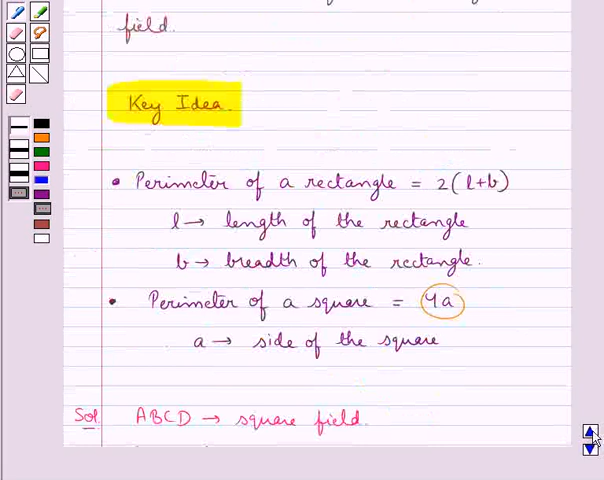 field.
Key Idea.
• Perimeter of a rectangle = 2(l+b)
l → length of the rectangle
b → breadth of the rectangle.
• Perimeter of a square = 4a
a → side of the square
Sol. ABCD → square field.